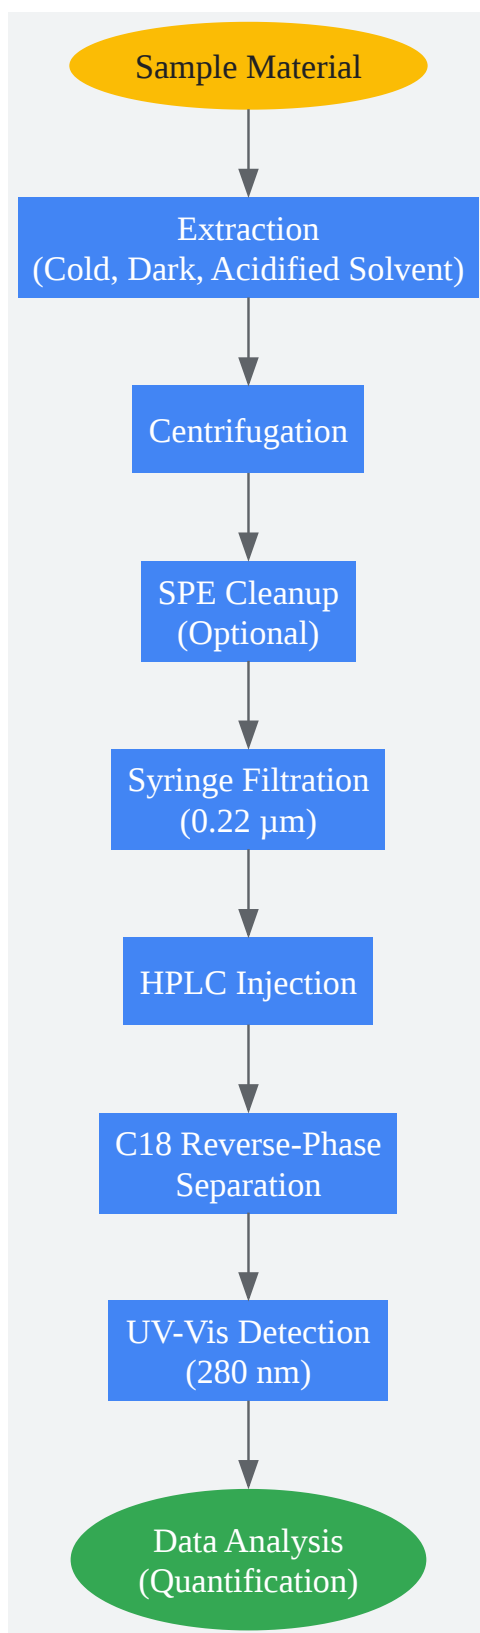 Sample Material
Extraction
(Cold, Dark, Acidified Solvent)
Centrifugation
SPE Cleanup
(Optional)
Syringe Filtration
(0.22 µm)
HPLC Injection
C18 Reverse-Phase
Separation
UV-Vis Detection
(280 nm)
Data Analysis
(Quantification)